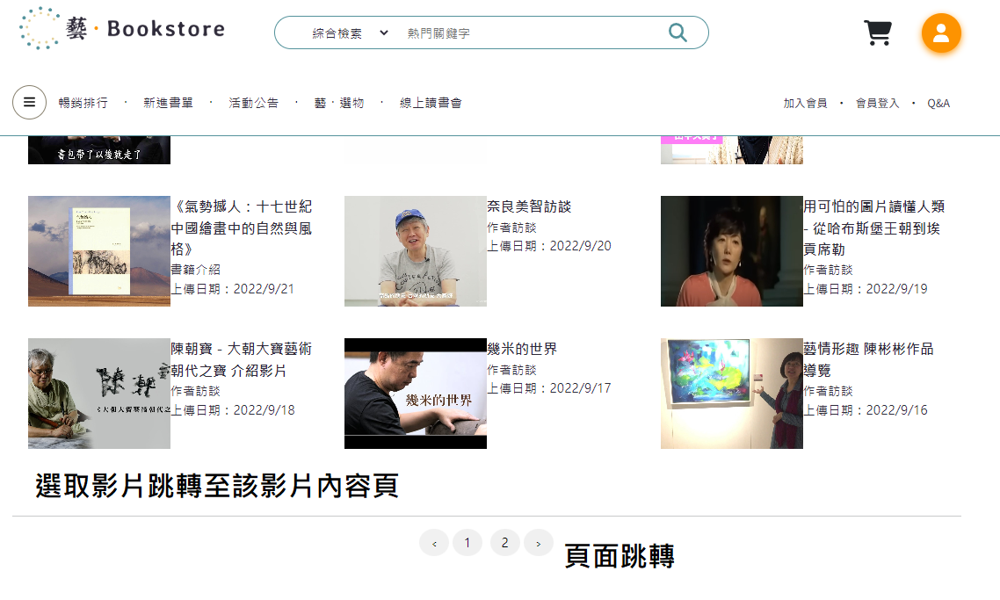 藝・Bookstore
綜合檢索
熱門關鍵字
暢銷排行 · 新進書單 · 活動公告 · 藝・選物 · 線上讀書會
加入會員 • 會員登入 • Q&A
書包帶了以後就走了
《氣勢撼人：十七世紀
中國繪畫中的自然與風
格》
書籍介紹
上傳日期：2022/9/21
奈良美智訪談
作者訪談
上傳日期：2022/9/20
用可怕的圖片讀懂人類
- 從哈布斯堡王朝到埃
貢席勒
作者訪談
上傳日期：2022/9/19
陳朝寶 - 大朝大寶藝術
朝代之寶 介紹影片
作者訪談
上傳日期：2022/9/18
幾米的世界
幾米的世界
作者訪談
上傳日期：2022/9/17
藝情形趣 陳彬彬作品
導覽
作者訪談
上傳日期：2022/9/16
選取影片跳轉至該影片內容頁
‹ 1 2 ›
頁面跳轉